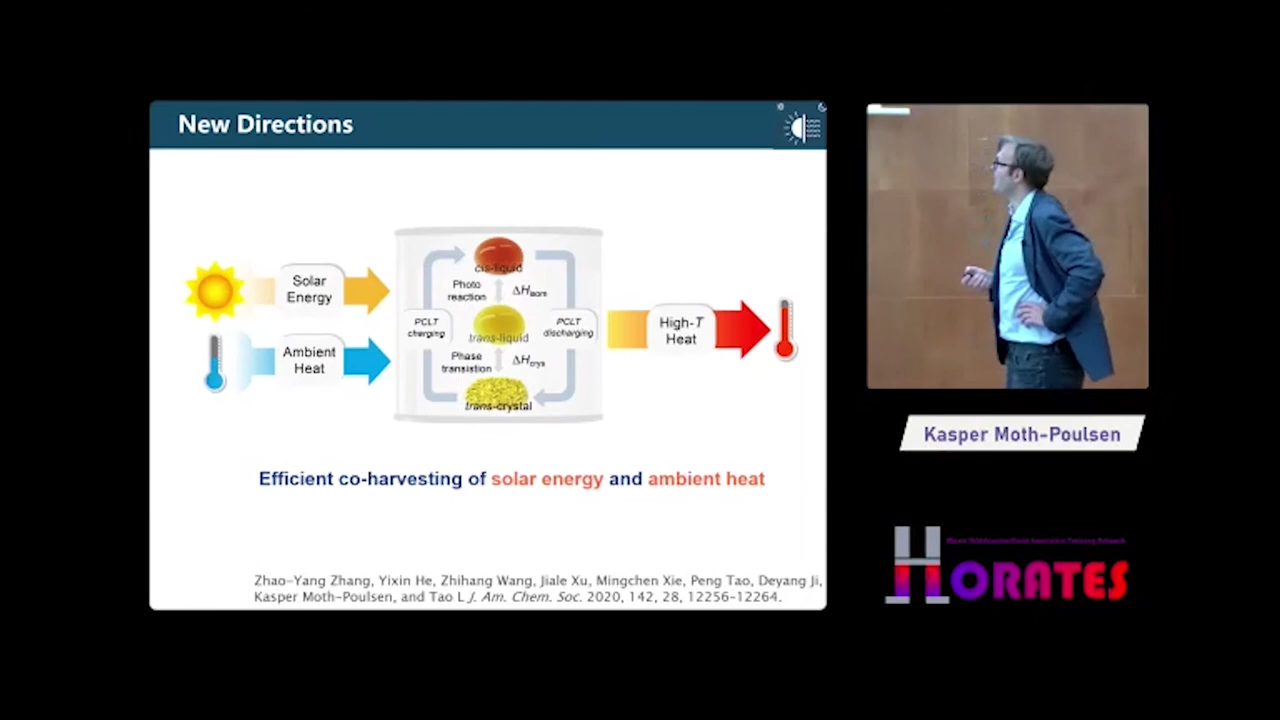 New Directions
Solar
Energy
Ambient
Heat
cis-liquid
Photo
reaction
ΔHisom
PCLT
charging
trans-liquid
PCLT
discharging
Phase
transistion
ΔHcrys
trans-crystal
High-T
Heat
Efficient co-harvesting of solar energy and ambient heat
Zhao-Yang Zhang, Yixin He, Zhihang Wang, Jiale Xu, Mingchen Xie, Peng Tao, Deyang Ji,
Kasper Moth-Poulsen, and Tao L J. Am. Chem. Soc. 2020, 142, 28, 12256-12264.
Kasper Moth-Poulsen
HORATES